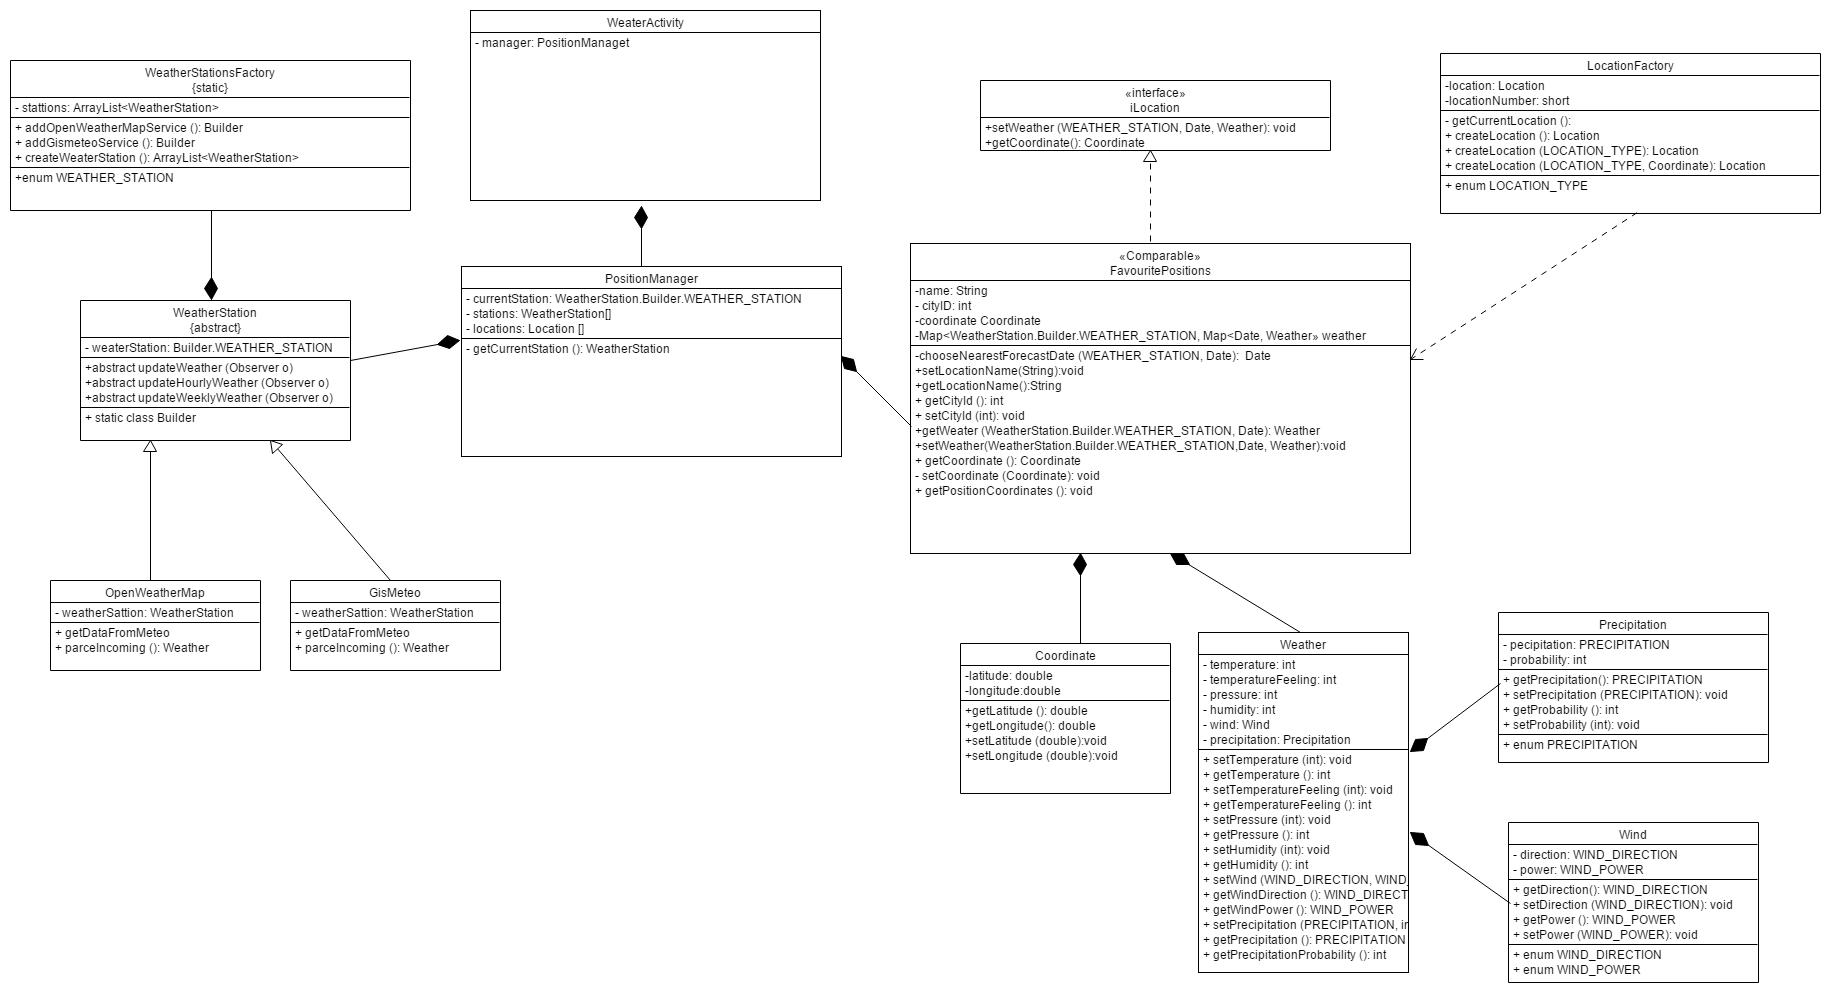 WeaterActivity
- manager: PositionManaget
WeatherStationsFactory
{static}
- stattions: ArrayList<WeatherStation>
+ addOpenWeatherMapService (): Builder
+ addGismeteoService (): Builder
+ createWeaterStation (): ArrayList<WeatherStation>
+enum WEATHER_STATION
«interface»
iLocation
+setWeather (WEATHER_STATION, Date, Weather): void
+getCoordinate(): Coordinate
LocationFactory
-location: Location
-locationNumber: short
- getCurrentLocation ():
+ createLocation (): Location
+ createLocation (LOCATION_TYPE): Location
+ createLocation (LOCATION_TYPE, Coordinate): Location
+ enum LOCATION_TYPE
WeatherStation
{abstract}
- weaterStation: Builder.WEATHER_STATION
+abstract updateWeather (Observer o)
+abstract updateHourlyWeather (Observer o)
+abstract updateWeeklyWeather (Observer o)
+ static class Builder
PositionManager
- currentStation: WeatherStation.Builder.WEATHER_STATION
- stations: WeatherStation[]
- locations: Location []
- getCurrentStation (): WeatherStation
«Comparable»
FavouritePositions
-name: String
- cityID: int
-coordinate Coordinate
-Map<WeatherStation.Builder.WEATHER_STATION, Map<Date, Weather» weather
-chooseNearestForecastDate (WEATHER_STATION, Date): Date
+setLocationName(String):void
+getLocationName():String
+ getCityId (): int
+ setCityId (int): void
+getWeater (WeatherStation.Builder.WEATHER_STATION, Date): Weather
+setWeather(WeatherStation.Builder.WEATHER_STATION,Date, Weather):void
+ getCoordinate (): Coordinate
- setCoordinate (Coordinate): void
+ getPositionCoordinates (): void
OpenWeatherMap
- weatherSattion: WeatherStation
+ getDataFromMeteo
+ parceIncoming (): Weather
GisMeteo
- weatherSattion: WeatherStation
+ getDataFromMeteo
+ parceIncoming (): Weather
Coordinate
-latitude: double
-longitude:double
+getLatitude (): double
+getLongitude(): double
+setLatitude (double):void
+setLongitude (double):void
Weather
- temperature: int
- temperatureFeeling: int
- pressure: int
- humidity: int
- wind: Wind
- precipitation: Precipitation
+ setTemperature (int): void
+ getTemperature (): int
+ setTemperatureFeeling (int): void
+ getTemperatureFeeling (): int
+ setPressure (int): void
+ getPressure (): int
+ setHumidity (int): void
+ getHumidity (): int
+ setWind (WIND_DIRECTION, WIND_
+ getWindDirection (): WIND_DIRECT
+ getWindPower (): WIND_POWER
+ setPrecipitation (PRECIPITATION, in
+ getPrecipitation (): PRECIPITATION
+ getPrecipitationProbability (): int
Precipitation
- pecipitation: PRECIPITATION
- probability: int
+ getPrecipitation(): PRECIPITATION
+ setPrecipitation (PRECIPITATION): void
+ getProbability (): int
+ setProbability (int): void
+ enum PRECIPITATION
Wind
- direction: WIND_DIRECTION
- power: WIND_POWER
+ getDirection(): WIND_DIRECTION
+ setDirection (WIND_DIRECTION): void
+ getPower (): WIND_POWER
+ setPower (WIND_POWER): void
+ enum WIND_DIRECTION
+ enum WIND_POWER